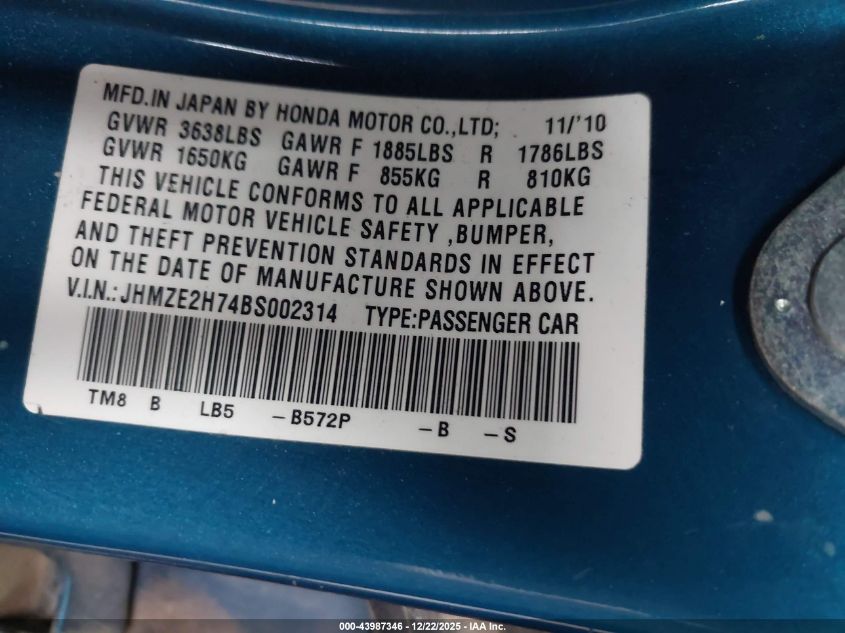 MFD.IN JAPAN BY HONDA MOTOR CO.,LTD; 11/'10
GVWR 3638LBS GAWR F 1885LBS R 1786LBS
GVWR 1650KG GAWR F 855KG R 810KG
THIS VEHICLE CONFORMS TO ALL APPLICABLE
FEDERAL MOTOR VEHICLE SAFETY ,BUMPER,
AND THEFT PREVENTION STANDARDS IN EFFECT
ON THE DATE OF MANUFACTURE SHOWN ABOVE.
V.I.N.:JHMZE2H74BS002314 TYPE:PASSENGER CAR
TM8 B LB5 -B572P -B -S
000-43987346 - 12/22/2025 - IAA Inc.